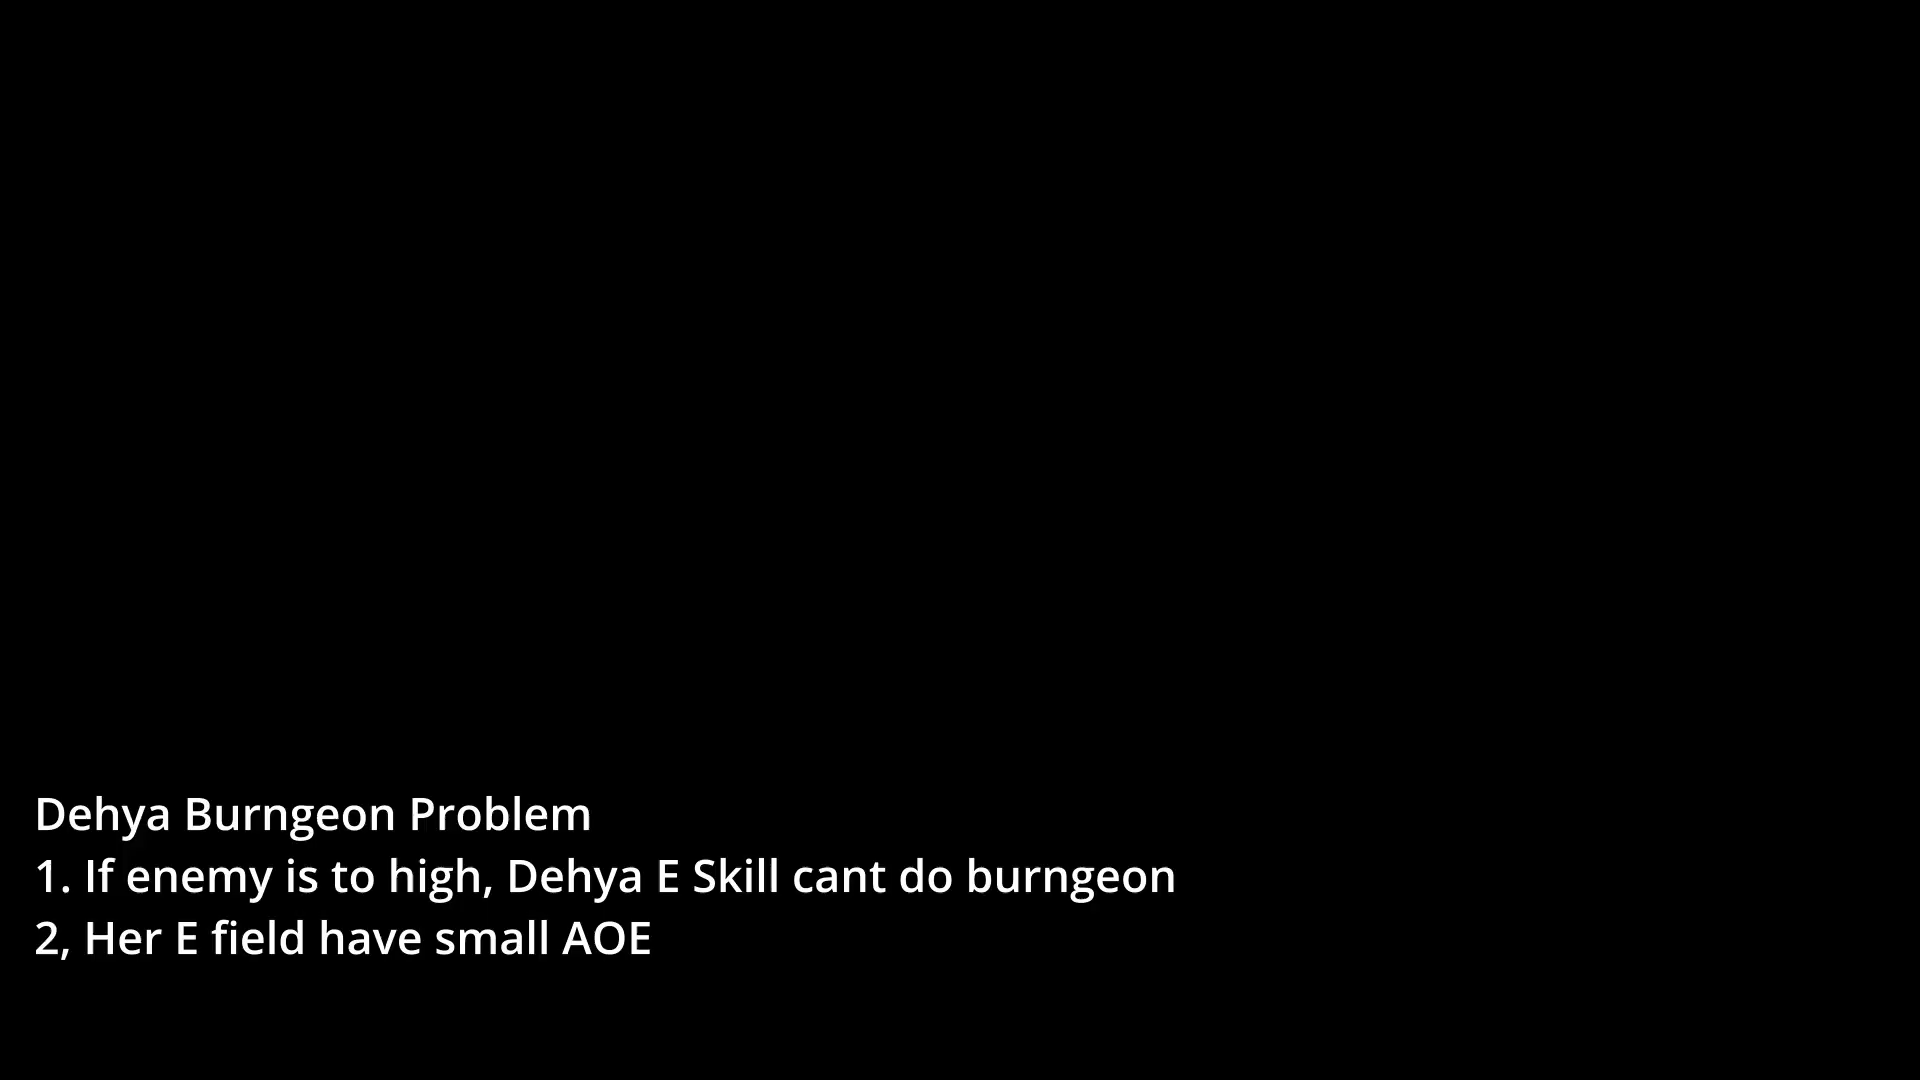 Dehya Burngeon Problem
1. If enemy is to high, Dehya E Skill cant do burngeon
2, Her E field have small AOE